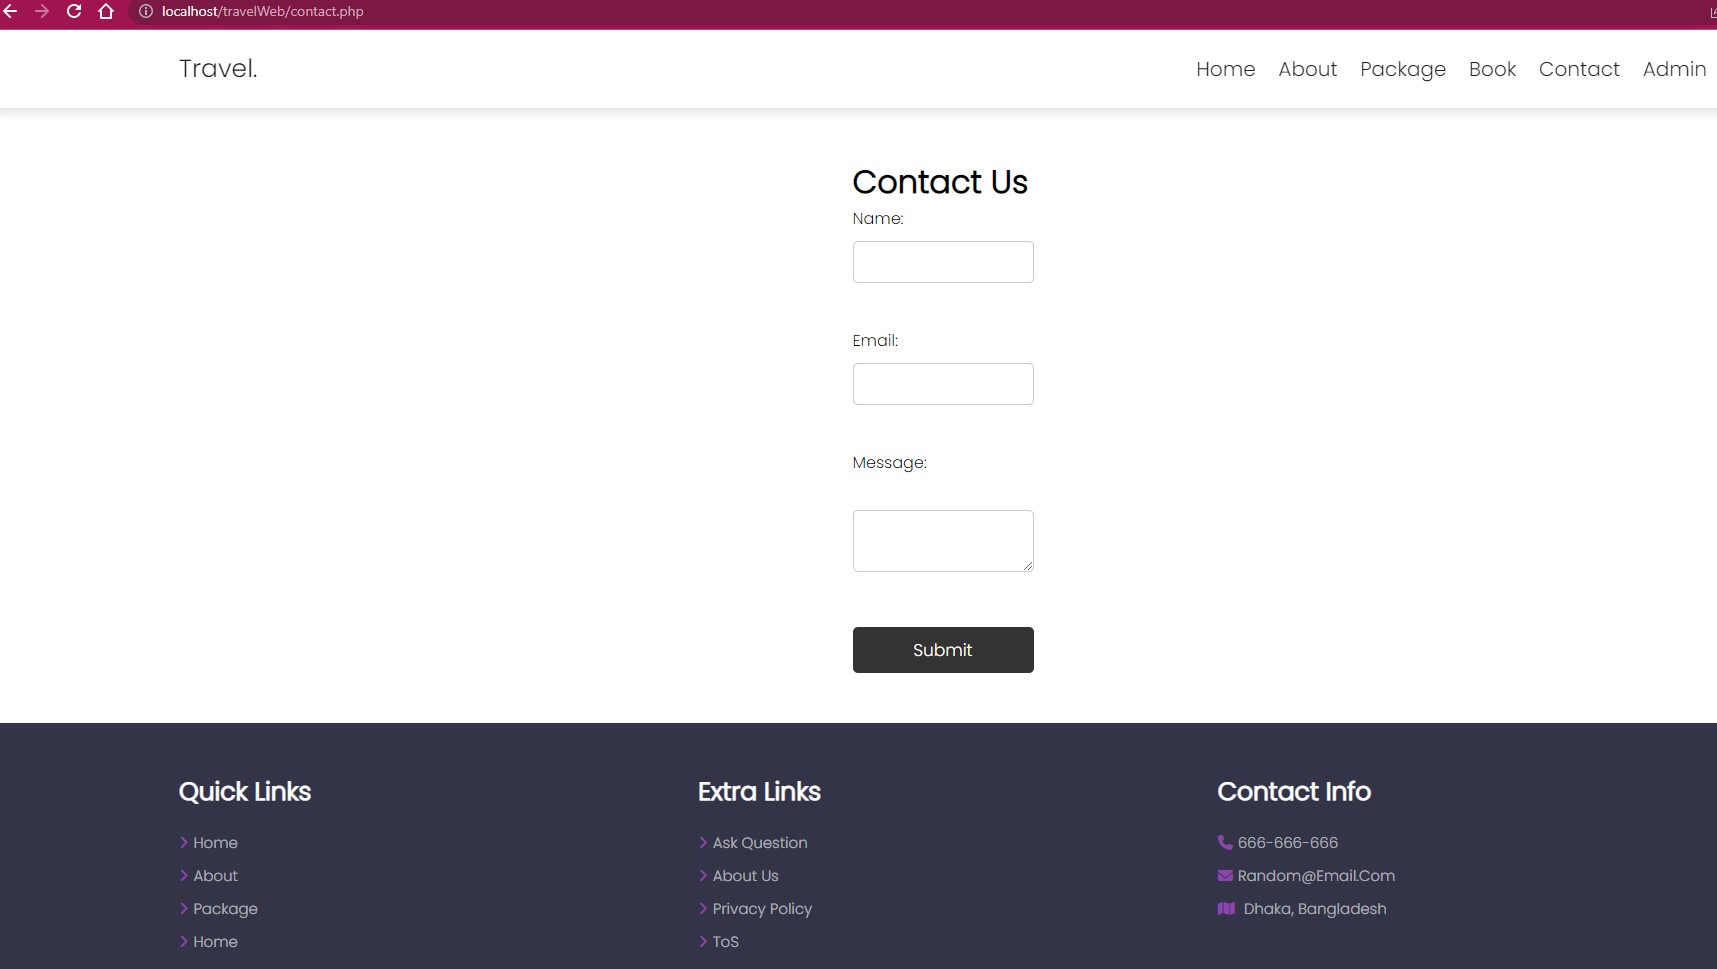 localhost/travelWeb/contact.php
Travel.
Home About Package Book Contact Admin
Contact Us
Name:
Email:
Message:
Submit
Quick Links
Home
About
Package
Home
Extra Links
Ask Question
About Us
Privacy Policy
ToS
Contact Info
666-666-666
Random@Email.Com
Dhaka, Bangladesh